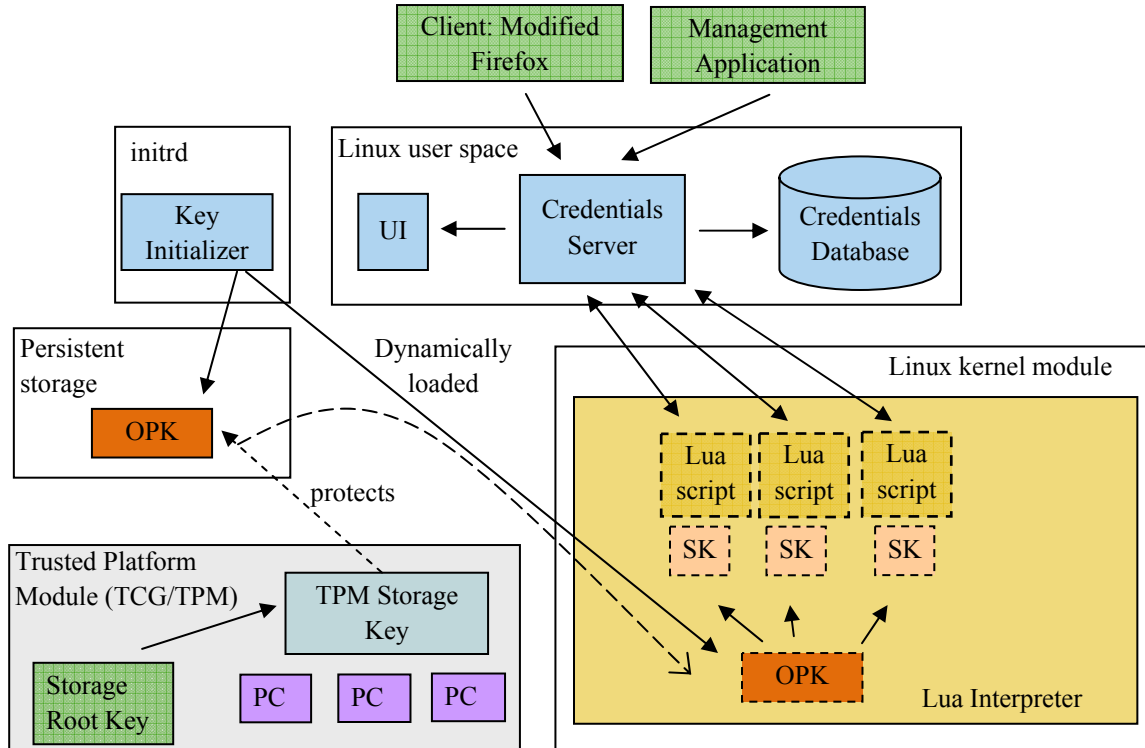 Client: Modified
Firefox
Management
Application
initrd
Key
Initializer
Linux user space
UI
Credentials
Server
Credentials
Database
Persistent
storage
OPK
Dynamically
loaded
protects
Linux kernel module
Lua
script
Lua
script
Lua
script
SK
SK
SK
OPK
Lua Interpreter
Trusted Platform
Module (TCG/TPM)
TPM Storage
Key
Storage
Root Key
PC
PC
PC